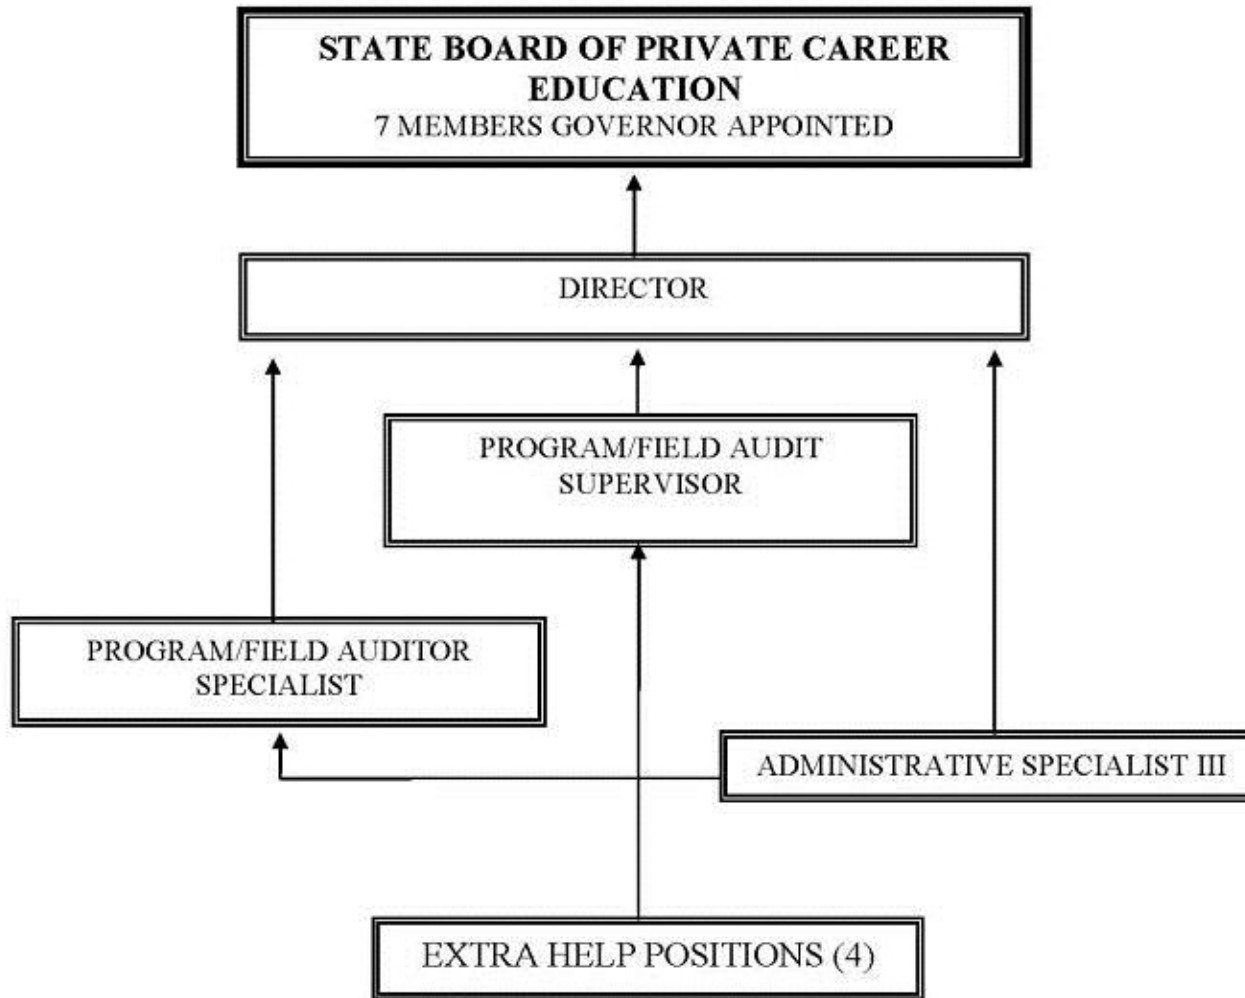 STATE BOARD OF PRIVATE CAREER
EDUCATION
7 MEMBERS GOVERNOR APPOINTED
DIRECTOR
PROGRAM/FIELD AUDIT
SUPERVISOR
PROGRAM/FIELD AUDITOR
SPECIALIST
ADMINISTRATIVE SPECIALIST III
EXTRA HELP POSITIONS (4)